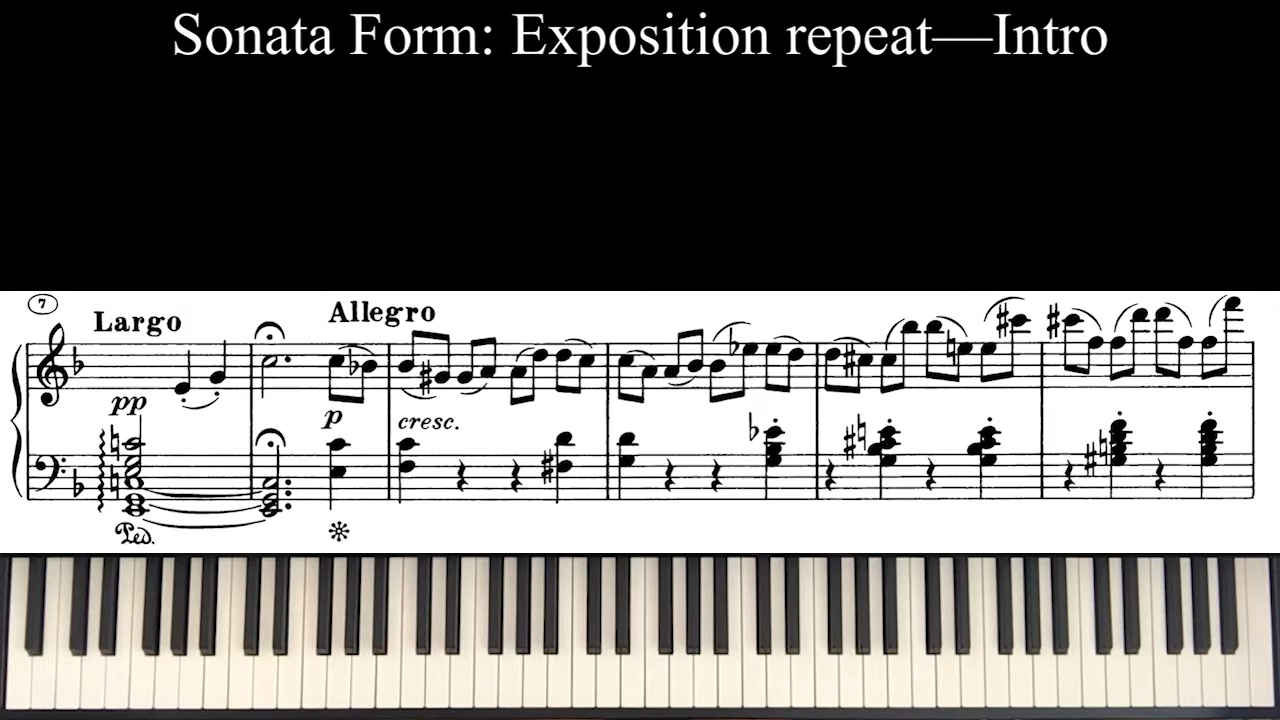 Sonata Form: Exposition repeat—Intro
7
Largo
Allegro
pp
p
cresc.
Ped.